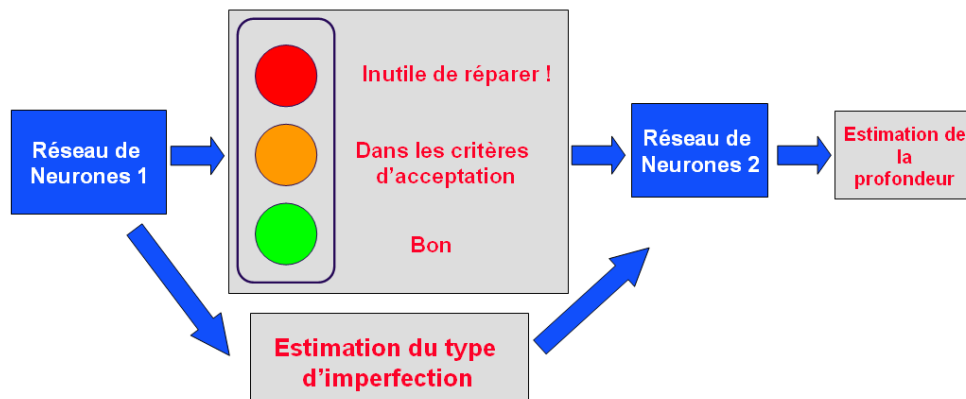 Réseau de
Neurones 1
Inutile de réparer !
Dans les critères
d'acceptation
Bon
Réseau de
Neurones 2
Estimation de
la
profondeur
Estimation du type
d'imperfection